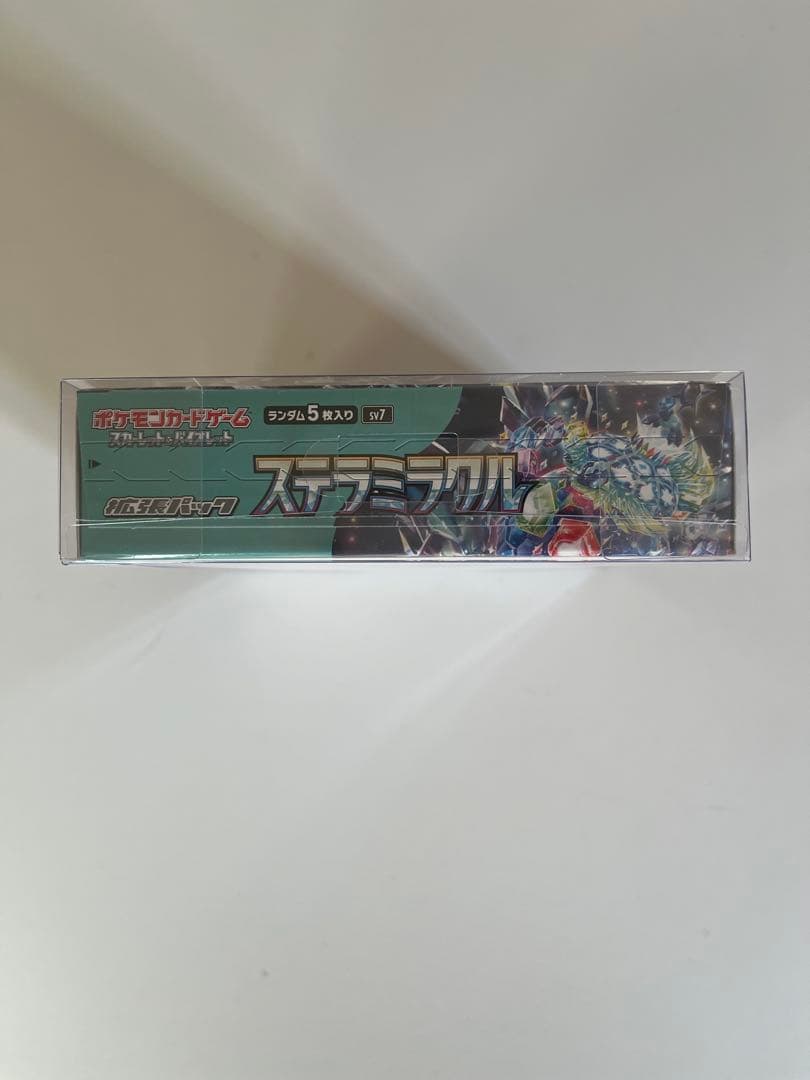 ポケモンカードゲーム
スカーレット&バイオレット
ランダム5枚入り
SV7
拡張パック
ステラミラクル